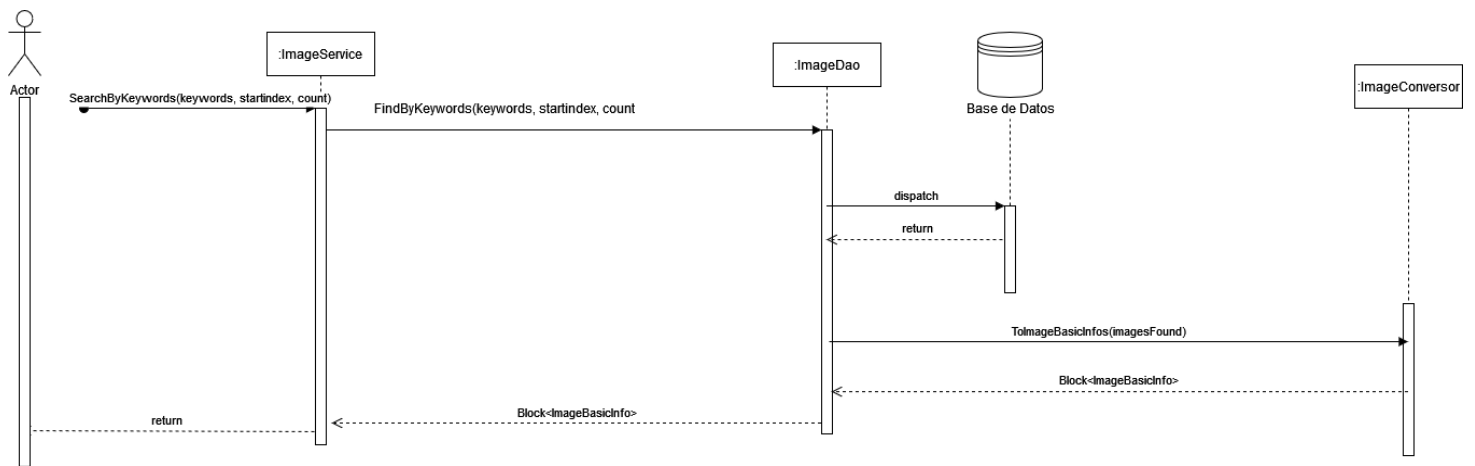 :ImageService
:ImageDao
:ImageConversor
Actor
Base de Datos
SearchByKeywords(keywords, startindex, count)
FindByKeywords(keywords, startindex, count
dispatch
return
ToImageBasicInfos(imagesFound)
Block<ImageBasicInfo>
Block<ImageBasicInfo>
return